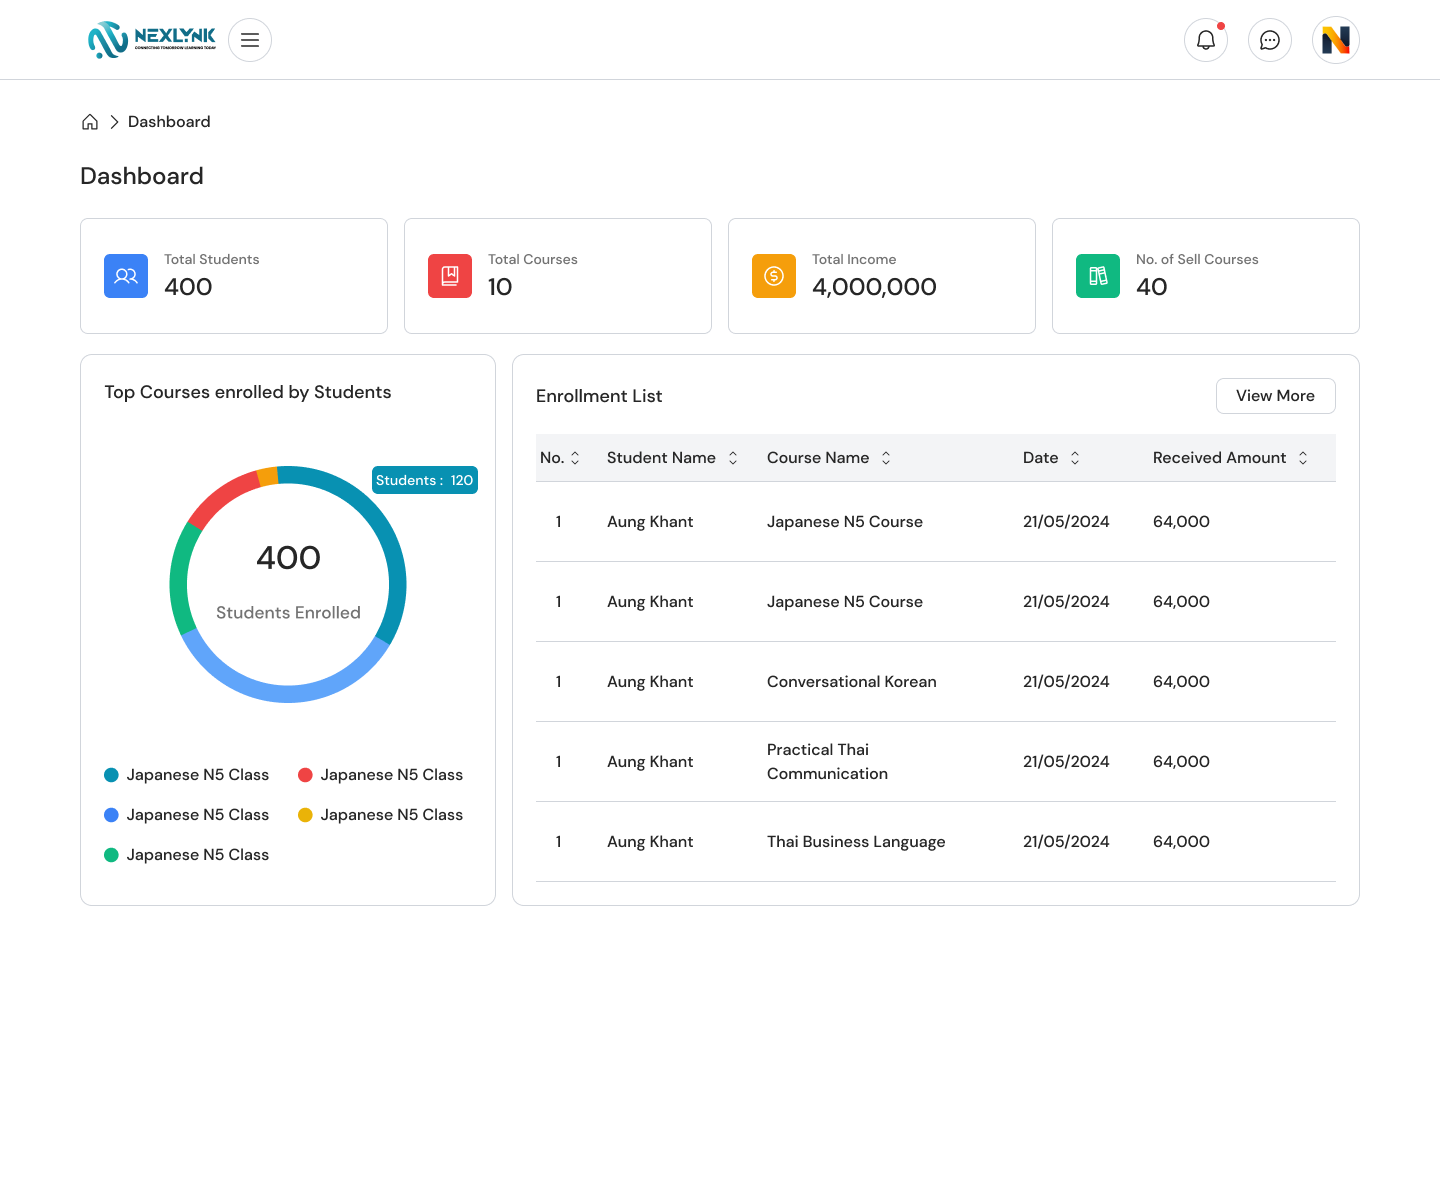 NEXLYNK
CONNECTING TOMORROW LEARNING TODAY
Dashboard
Dashboard
Total Students
400
Total Courses
10
Total Income
4,000,000
No. of Sell Courses
40
Top Courses enrolled by Students
Students : 120
400
Students Enrolled
Japanese N5 Class
Japanese N5 Class
Japanese N5 Class
Japanese N5 Class
Japanese N5 Class
Enrollment List
View More
No. Student Name Course Name Date Received Amount
1 Aung Khant Japanese N5 Course 21/05/2024 64,000
1 Aung Khant Japanese N5 Course 21/05/2024 64,000
1 Aung Khant Conversational Korean 21/05/2024 64,000
1 Aung Khant Practical Thai 21/05/2024 64,000
Communication
1 Aung Khant Thai Business Language 21/05/2024 64,000